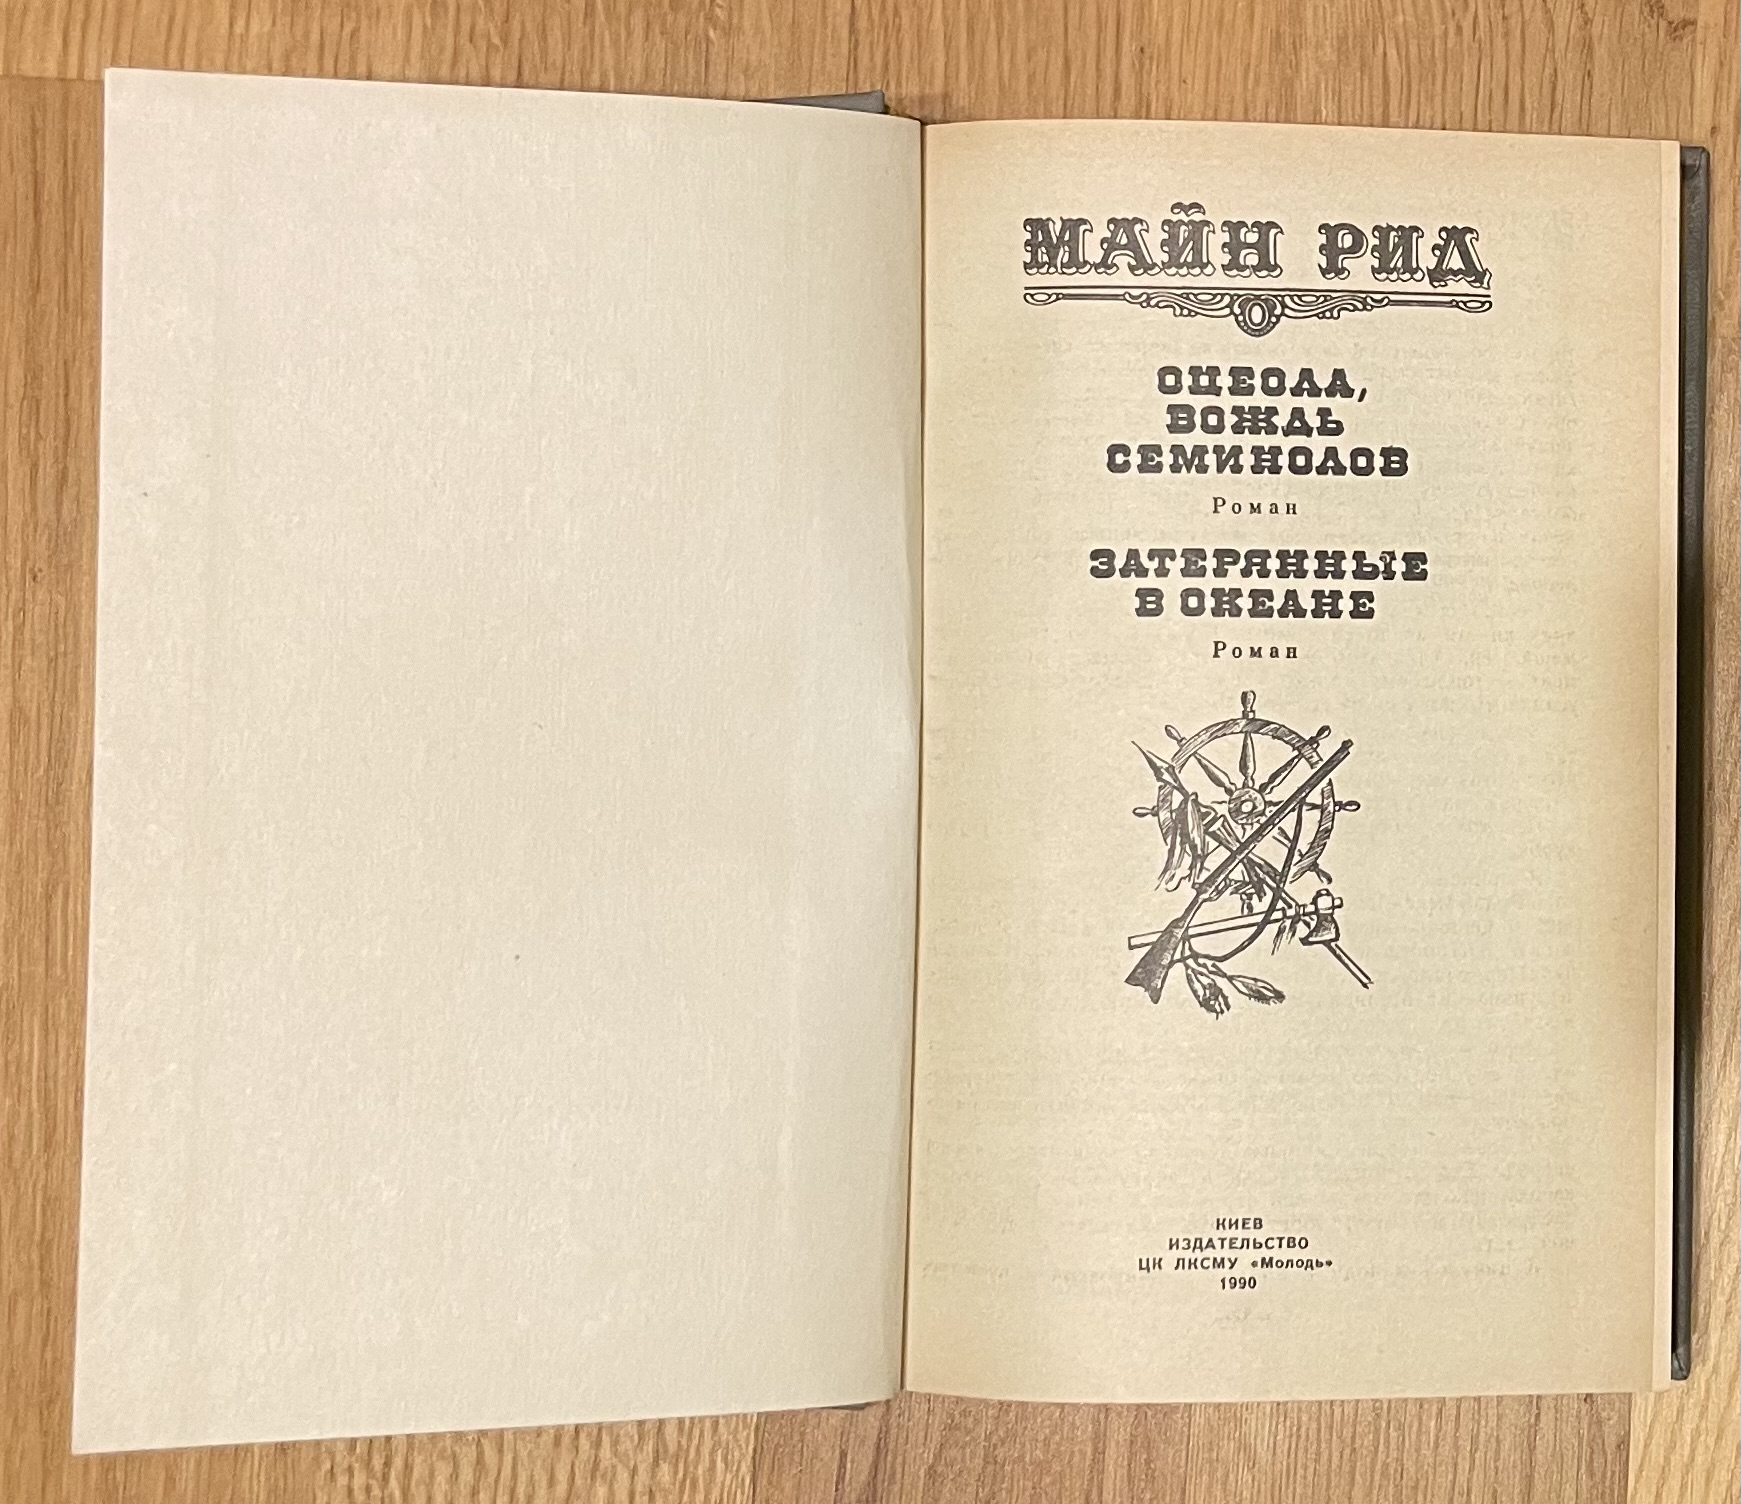 МАЙН РИД
ОЦЕОЛА,
ВОЖДЬ
СЕМИНОЛОВ
Роман
ЗАТЕРЯННЫЕ
В ОКЕАНЕ
Роман
КИЕВ
ИЗДАТЕЛЬСТВО
ЦК ЛКСМУ «Молодь»
1990